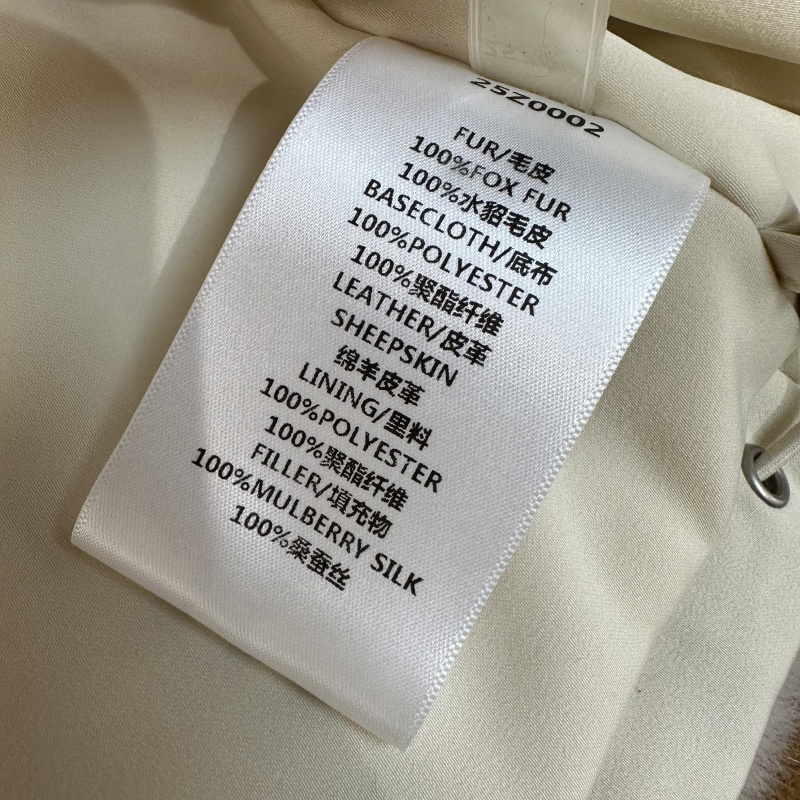 25Z0002
FUR/毛皮
100%FOX FUR
100%水貂毛皮
BASECLOTH/底布
100%POLYESTER
100%聚酯纤维
LEATHER/皮革
SHEEPSKIN
绵羊皮革
LINING/里料
100%POLYESTER
100%聚酯纤维
FILLER/填充物
100%MULBERRY SILK
100%桑蚕丝